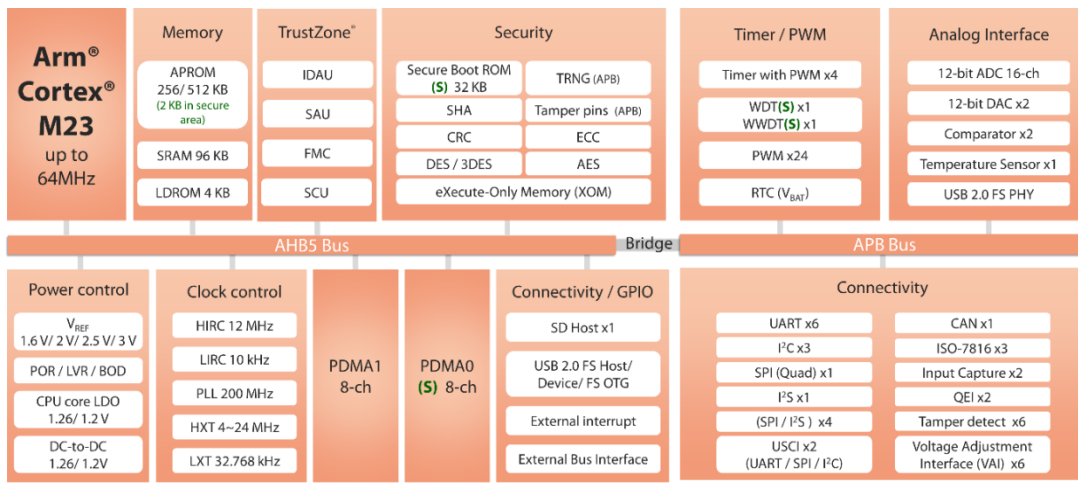 Arm®
Cortex®
M23
up to
64MHz
Memory
APROM
256/ 512 KB
(2 KB in secure
area)
SRAM 96 KB
LDROM 4 KB
TrustZone®
IDAU
SAU
FMC
SCU
Security
Secure Boot ROM
(S) 32 KB
TRNG (APB)
SHA
Tamper pins (APB)
CRC
ECC
DES / 3DES
AES
eXecute-Only Memory (XOM)
Timer / PWM
Timer with PWM x4
WDT(S) x1
WWDT(S) x1
PWM x24
RTC (VBAT)
Analog Interface
12-bit ADC 16-ch
12-bit DAC x2
Comparator x2
Temperature Sensor x1
USB 2.0 FS PHY
AHB5 Bus
Bridge
APB Bus
Power control
VREF
1.6 V/ 2 V/ 2.5 V/ 3 V
POR / LVR / BOD
CPU core LDO
1.26/ 1.2 V
DC-to-DC
1.26/ 1.2V
Clock control
HIRC 12 MHz
LIRC 10 kHz
PLL 200 MHz
HXT 4~24 MHz
LXT 32.768 kHz
PDMA1
8-ch
PDMA0
(S) 8-ch
Connectivity / GPIO
SD Host x1
USB 2.0 FS Host/
Device/ FS OTG
External interrupt
External Bus Interface
Connectivity
UART x6
I²C x3
SPI (Quad) x1
I²S x1
(SPI / I²S ) x4
USCI x2
(UART / SPI / I²C)
CAN x1
ISO-7816 x3
Input Capture x2
QEI x2
Tamper detect x6
Voltage Adjustment
Interface (VAI) x6